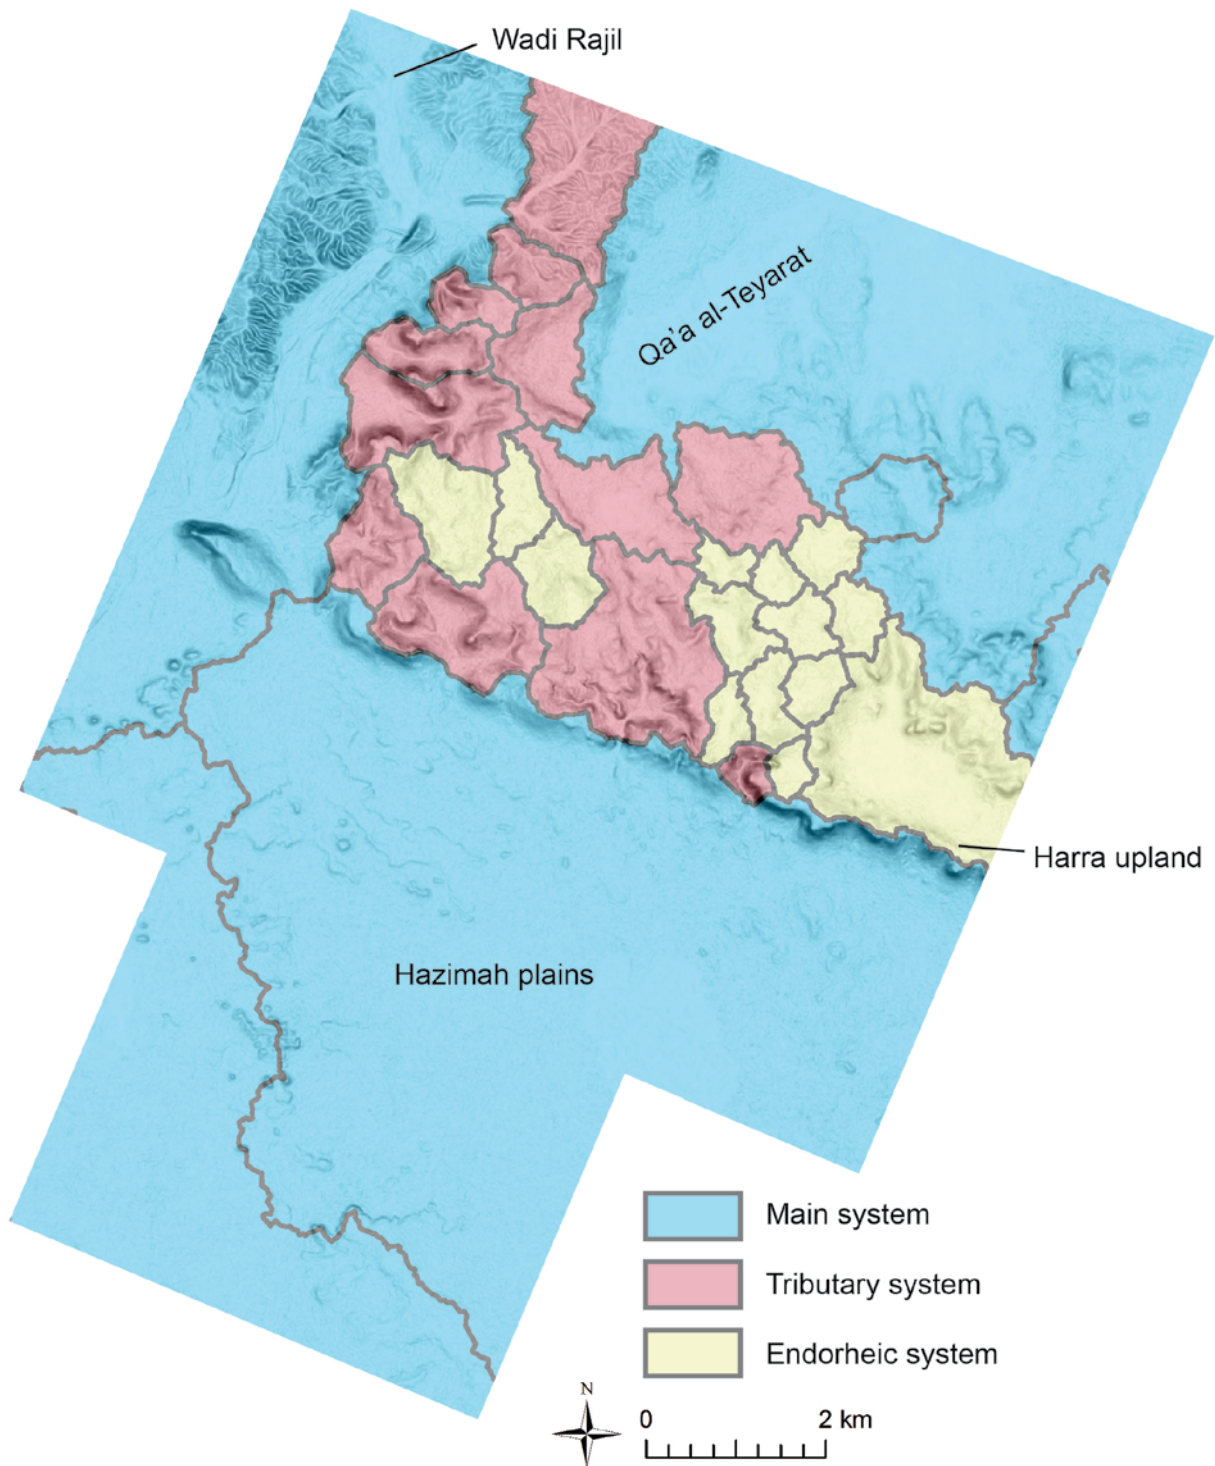 Wadi Rajil
Qa'a al-Teyarat
Harra upland
Hazimah plains
Main system
Tributary system
Endorheic system
N
0 2 km